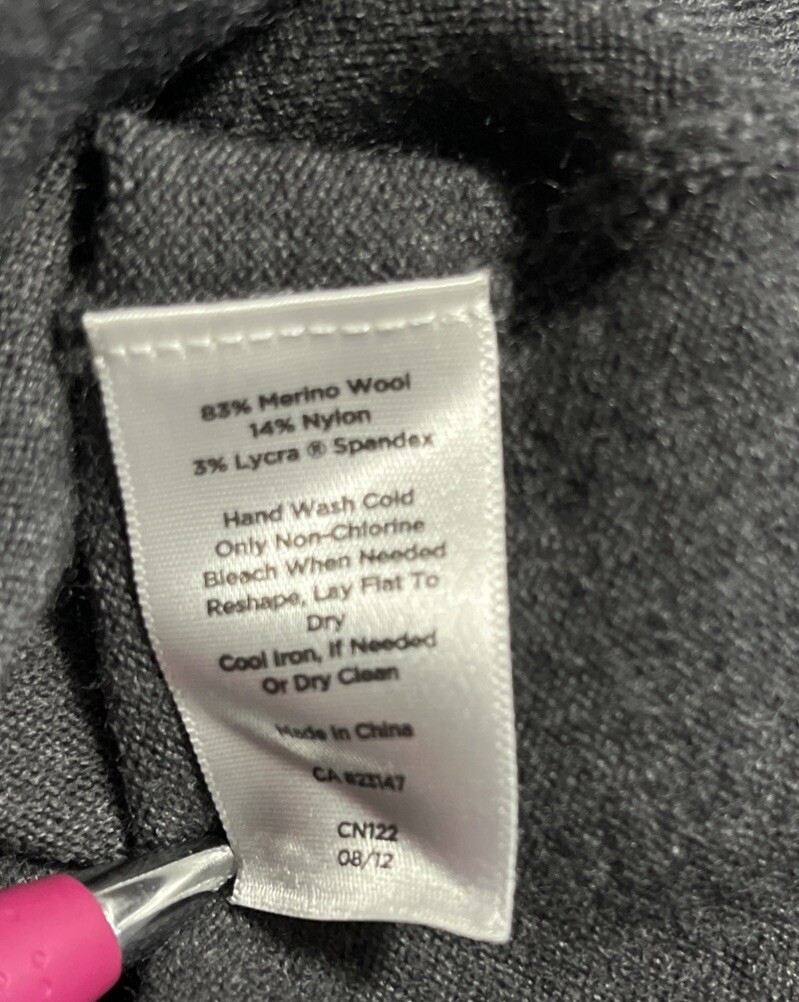 83% Merino Wool
14% Nylon
3% Lycra ® Spandex
Hand Wash Cold
Only Non-Chlorine
Bleach When Needed
Reshape, Lay Flat To
Dry
Cool Iron, If Needed
Or Dry Clean
Made in China
CA
CN122
08/12